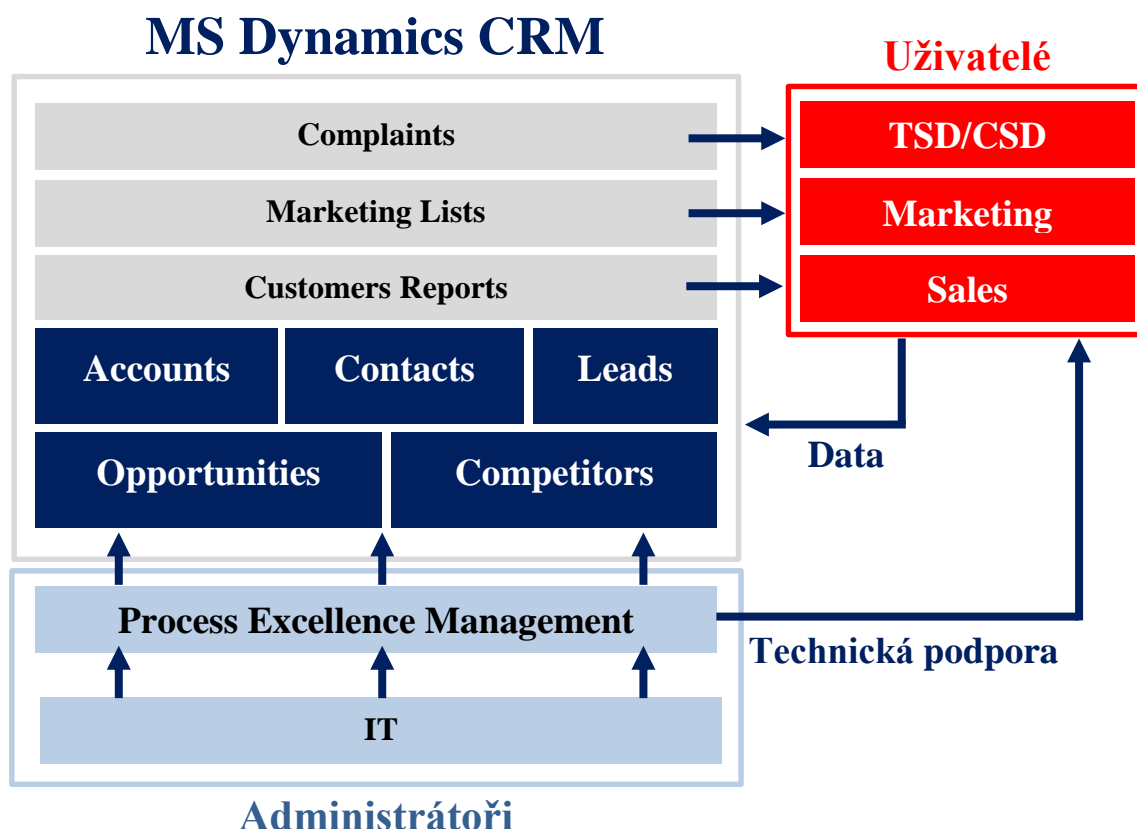 MS Dynamics CRM
Uživatelé
Complaints
TSD/CSD
Marketing Lists
Marketing
Customers Reports
Sales
Accounts
Contacts
Leads
Data
Opportunities
Competitors
Process Excellence Management
Technická podpora
IT
Administrátoři